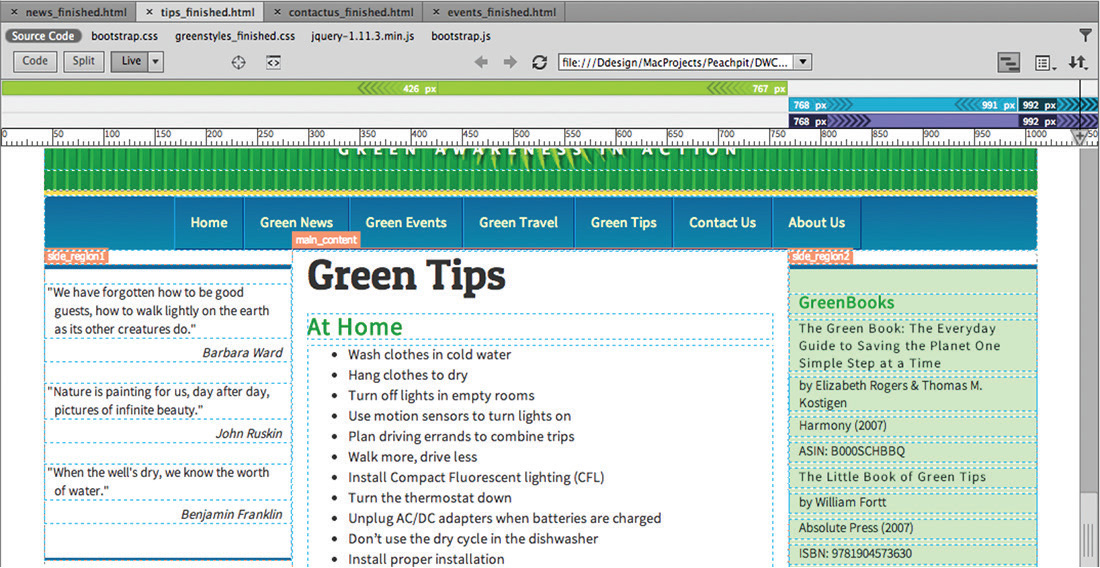 news_finished.html tips_finished.html contactus_finished.html events_finished.html
Source Code bootstrap.css greenstyles_finished.css jquery-1.11.3.min.js bootstrap.js
Code Split Live file:///Ddesign/MacProjects/Peachpit/DWC...
426 px 767 px
768 px 991 px 992 px
768 px 992 px
0 50 100 150 200 250 300 350 400 450 500 550 600 650 700 750 800 850 900 950 1000 1050
GREEN AWARENESS IN ACTION
Home Green News Green Events Green Travel Green Tips Contact Us About Us
main_content
side_region1
"We have forgotten how to be good
guests, how to walk lightly on the earth
as its other creatures do."
Barbara Ward
"Nature is painting for us, day after day,
pictures of infinite beauty."
John Ruskin
"When the well's dry, we know the worth
of water."
Benjamin Franklin
Green Tips
At Home
Wash clothes in cold water
Hang clothes to dry
Turn off lights in empty rooms
Use motion sensors to turn lights on
Plan driving errands to combine trips
Walk more, drive less
Install Compact Fluorescent lighting (CFL)
Turn the thermostat down
Unplug AC/DC adapters when batteries are charged
Don't use the dry cycle in the dishwasher
Install proper installation
side_region2
GreenBooks
The Green Book: The Everyday
Guide to Saving the Planet One
Simple Step at a Time
by Elizabeth Rogers & Thomas M.
Kostigen
Harmony (2007)
ASIN: B000SCHBBQ
The Little Book of Green Tips
by William Fortt
Absolute Press (2007)
ISBN: 9781904573630